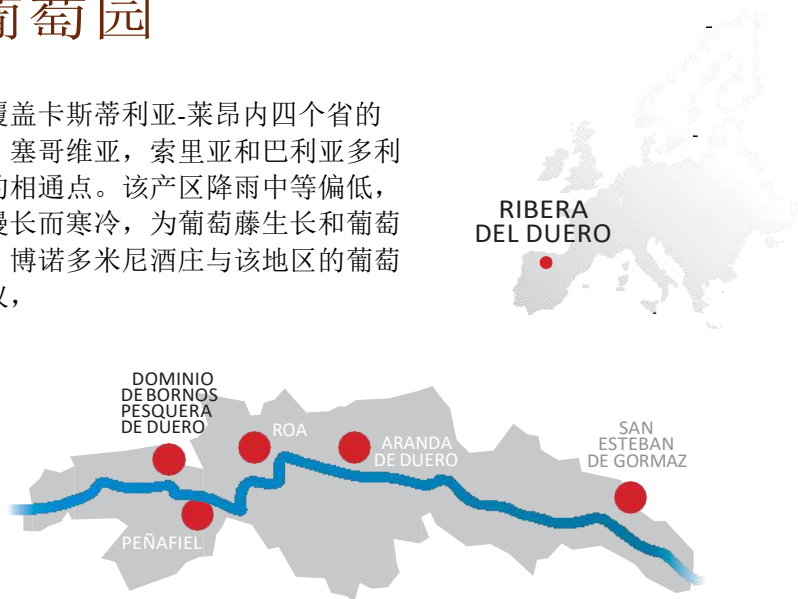 葡萄园
覆盖卡斯蒂利亚-莱昂内四个省的
塞哥维亚，索里亚和巴利亚多利
的相通点。该产区降雨中等偏低，
漫长而寒冷，为葡萄藤生长和葡萄
博诺多米尼酒庄与该地区的葡萄
议，
RIBERA
DEL DUERO
DOMINIO
DE BORNOS
PESQUERA
DE DUERO
ROA
ARANDA
DE DUERO
SAN
ESTEBAN
DE GORMAZ
PEÑAFIEL